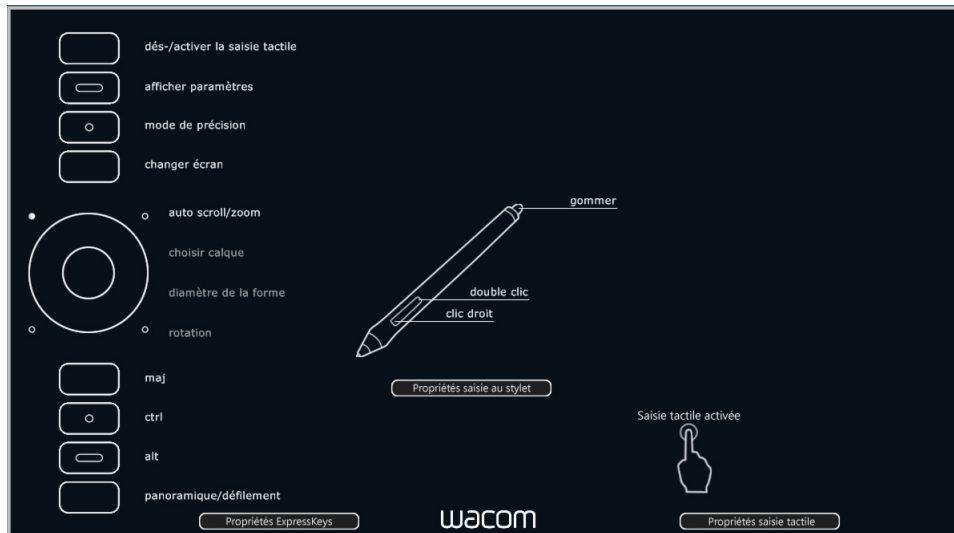 dés-/activer la saisie tactile
afficher paramètres
mode de précision
changer écran
auto scroll/zoom
choisir calque
diamètre de la forme
rotation
maj
ctrl
alt
panoramique/défilement
Propriétés ExpressKeys
gommer
double clic
clic droit
Propriétés saisie au stylet
Saisie tactile activée
wacom
Propriétés saisie tactile